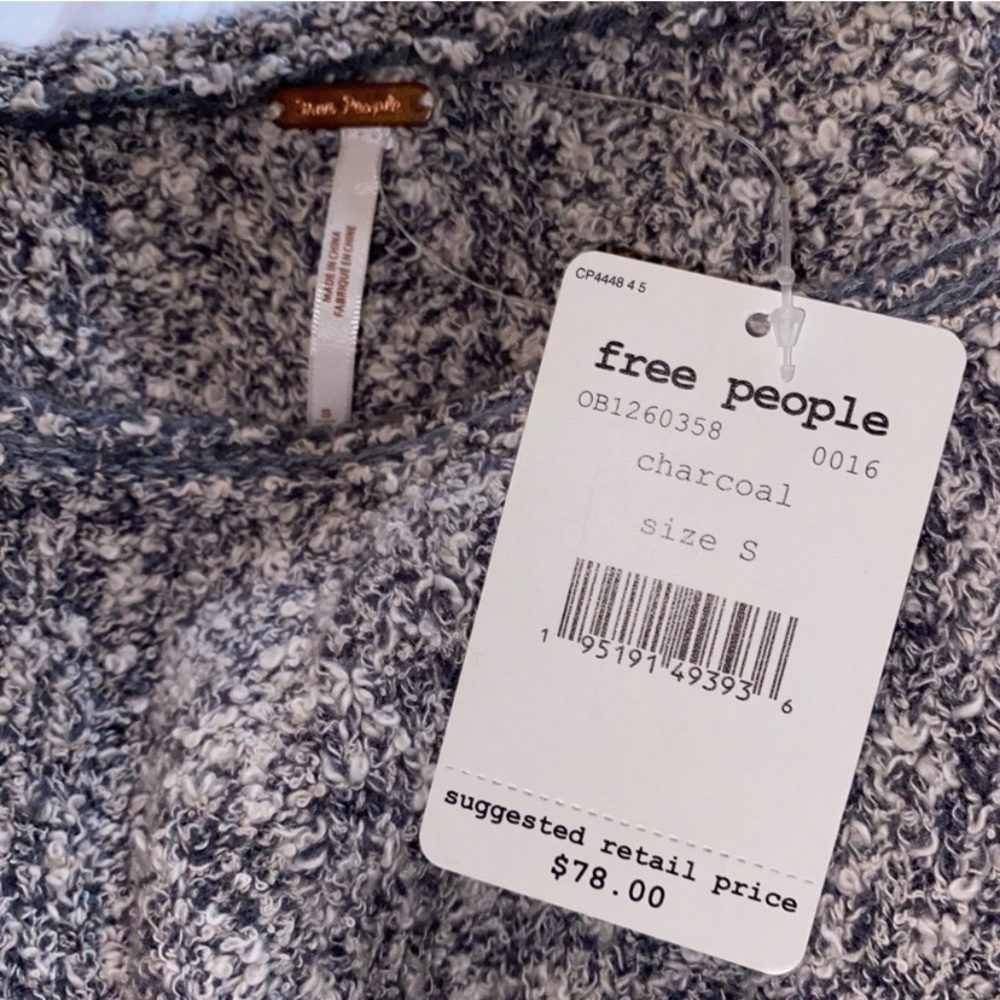 Free People
MADE IN CHINA
FABRIQUÉ EN CHINE
S
CP4448 4 5
free people
OB1260358
0016
charcoal
size S
1 95191 49393 6
suggested retail price
$78.00